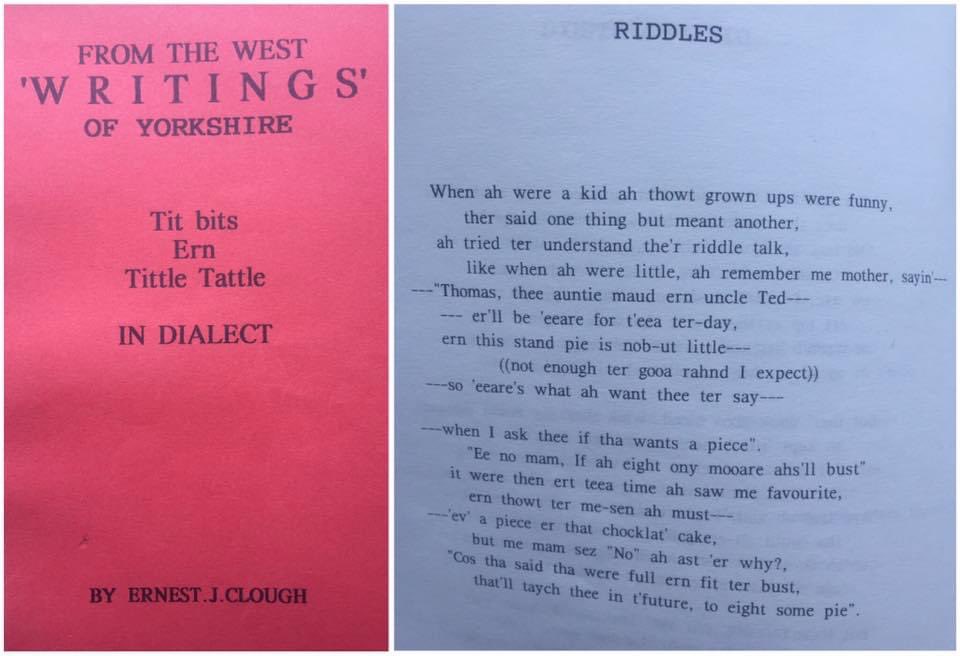 FROM THE WEST
'WRITINGS'
OF YORKSHIRE
Tit bits
Ern
Tittle Tattle
IN DIALECT
BY ERNEST.J.CLOUGH
RIDDLES
When ah were a kid ah thowt grown ups were funny,
ther said one thing but meant another,
ah tried ter understand the'r riddle talk,
like when ah were little, ah remember me mother, sayin'--
---"Thomas, thee auntie maud ern uncle Ted---
--- er'll be 'eeare for t'eea ter-day,
ern this stand pie is nob-ut little---
((not enough ter gooa rahnd I expect))
---so 'eeare's what ah want thee ter say---
---when I ask thee if tha wants a piece".
"Ee no mam, If ah eight ony mooare ahs'll bust"
it were then ert teea time ah saw me favourite,
ern thowt ter me-sen ah must---
---'ev' a piece er that chocklat' cake,
but me mam sez "No" ah ast 'er why?,
"Cos tha said tha were full ern fit ter bust,
that'll taych thee in t'future, to eight some pie".